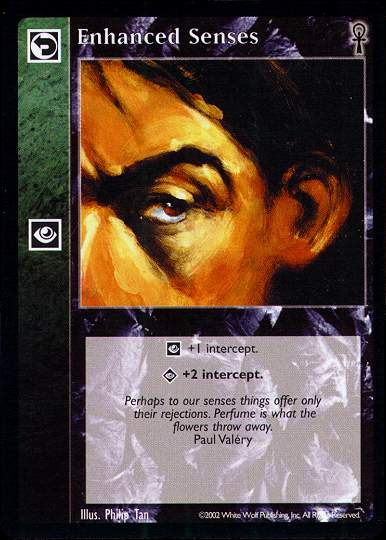 Enhanced Senses
+1 intercept.
+2 intercept.
Perhaps to our senses things offer only
their rejections. Perfume is what the
flowers throw away.
Paul Valéry
Illus. Philip Tan
©2002 White Wolf Publishing, Inc. All Rights Reserved.